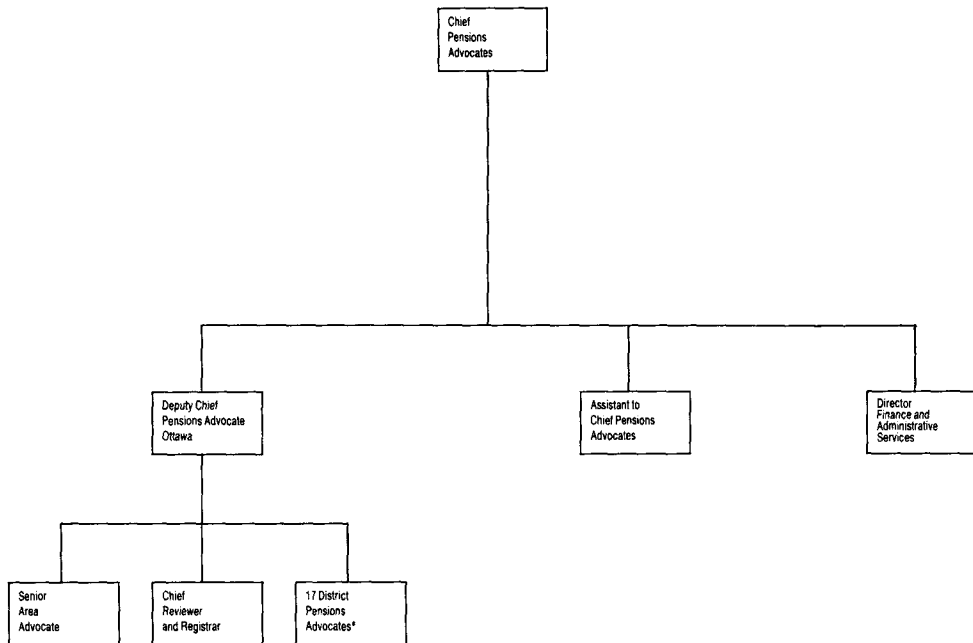 Chief
Pensions
Advocates
Deputy Chief
Pensions Advocate
Ottawa
Assistant to
Chief Pensions
Advocates
Director
Finance and
Administrative
Services
Senior
Area
Advocate
Chief
Reviewer
and Registrar
17 District
Pensions
Advocates*